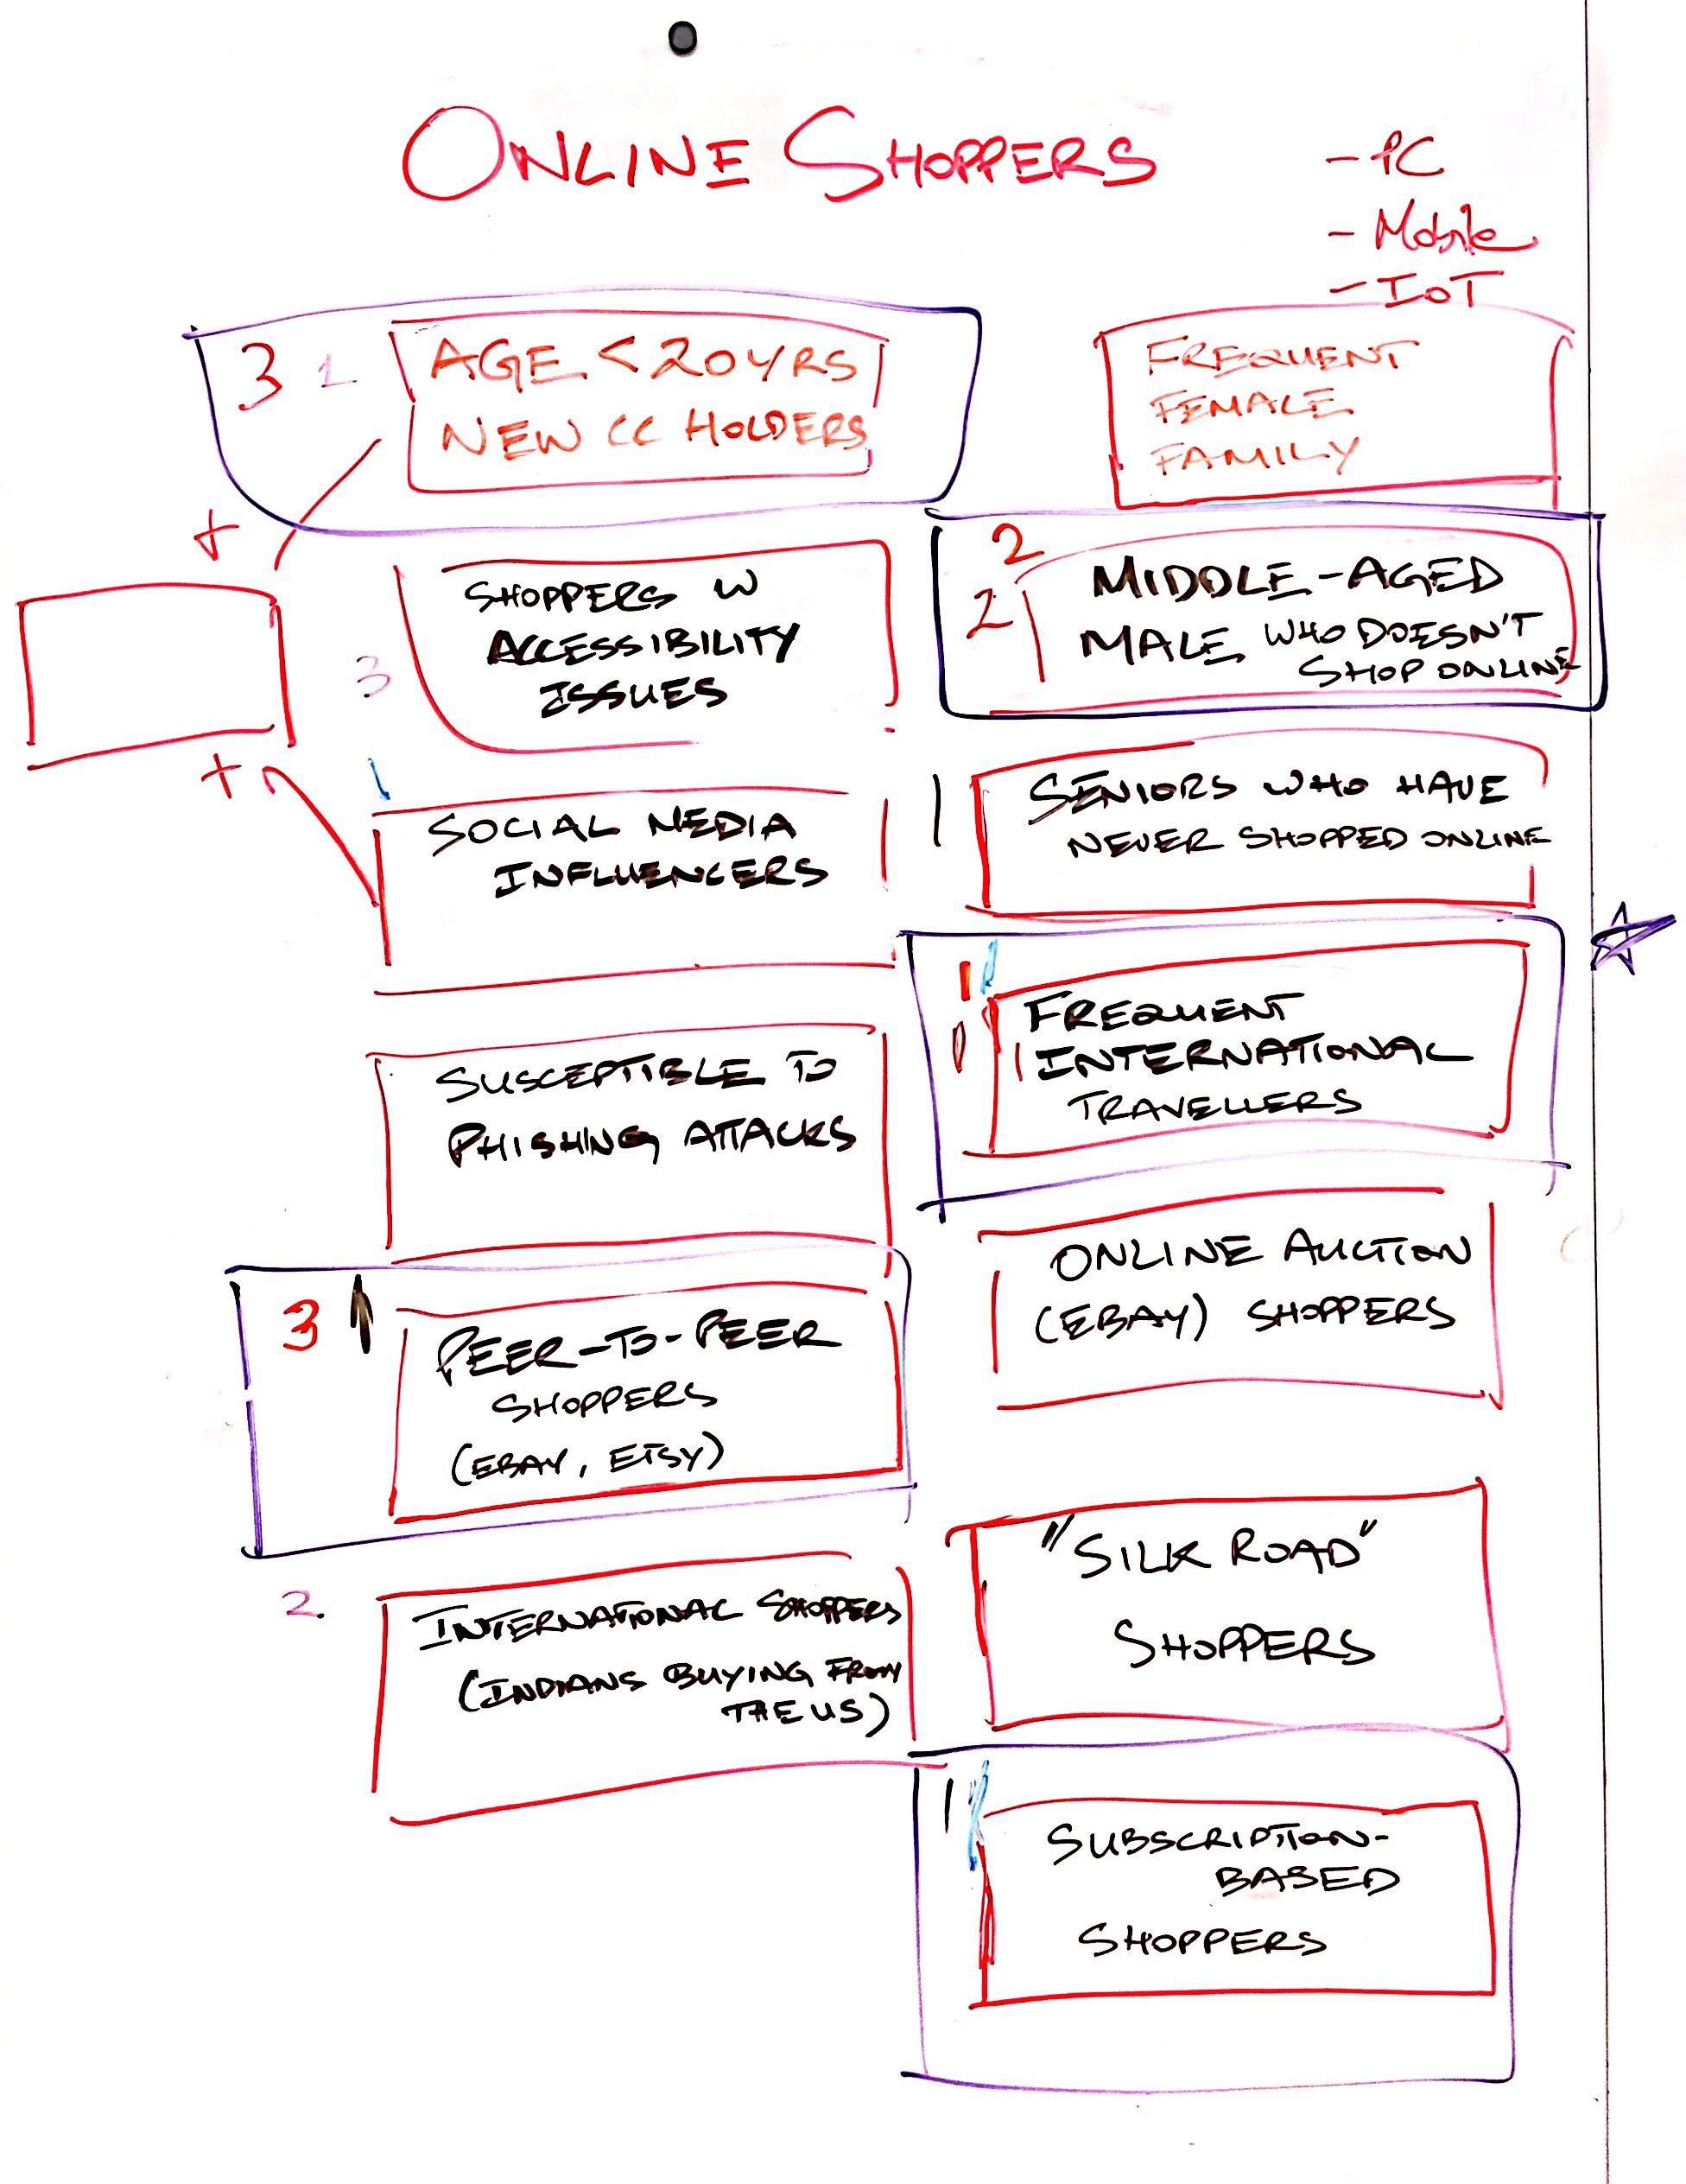 ONLINE SHOPPERS
- PC
- Mobile
- IoT
3 1
AGE < 20 YRS
NEW CC HOLDERS
FREQUENT
FEMALE
FAMILY
+
3
SHOPPERS W
ACCESSIBILITY
ISSUES
2
2
MIDDLE-AGED
MALE WHO DOESN'T
SHOP ONLINE
+
SOCIAL MEDIA
INFLUENCERS
1
SENIORS WHO HAVE
NEVER SHOPPED ONLINE
SUSCEPTIBLE TO
PHISHING ATTACKS
1
FREQUENT
INTERNATIONAL
TRAVELLERS
3 1
PEER-TO-PEER
SHOPPERS
(EBAY, ETSY)
ONLINE AUCTION
(EBAY) SHOPPERS
2.
INTERNATIONAL SHOPPERS
(INDIANS BUYING FROM
THE US)
"SILK ROAD"
SHOPPERS
1
SUBSCRIPTION-
BASED
SHOPPERS